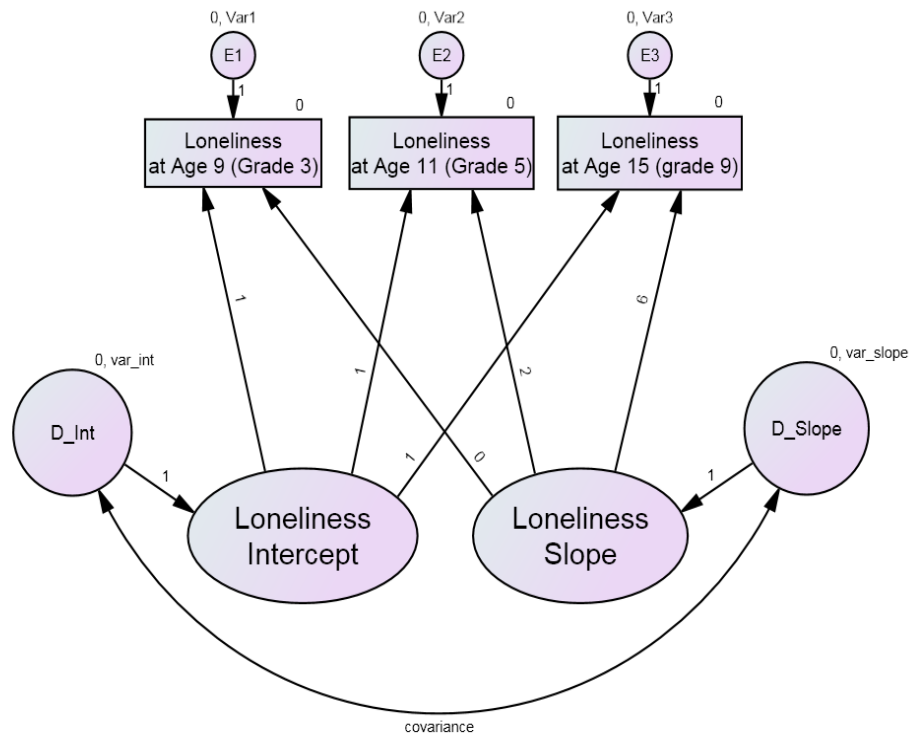 0, Var1
0, Var2
0, Var3
E1
E2
E3
1
1
1
0
0
0
Loneliness
at Age 9 (Grade 3)
Loneliness
at Age 11 (Grade 5)
Loneliness
at Age 15 (grade 9)
1
1
1
0
2
6
0, var_int
D_Int
1
0, var_slope
D_Slope
1
Loneliness
Intercept
Loneliness
Slope
covariance